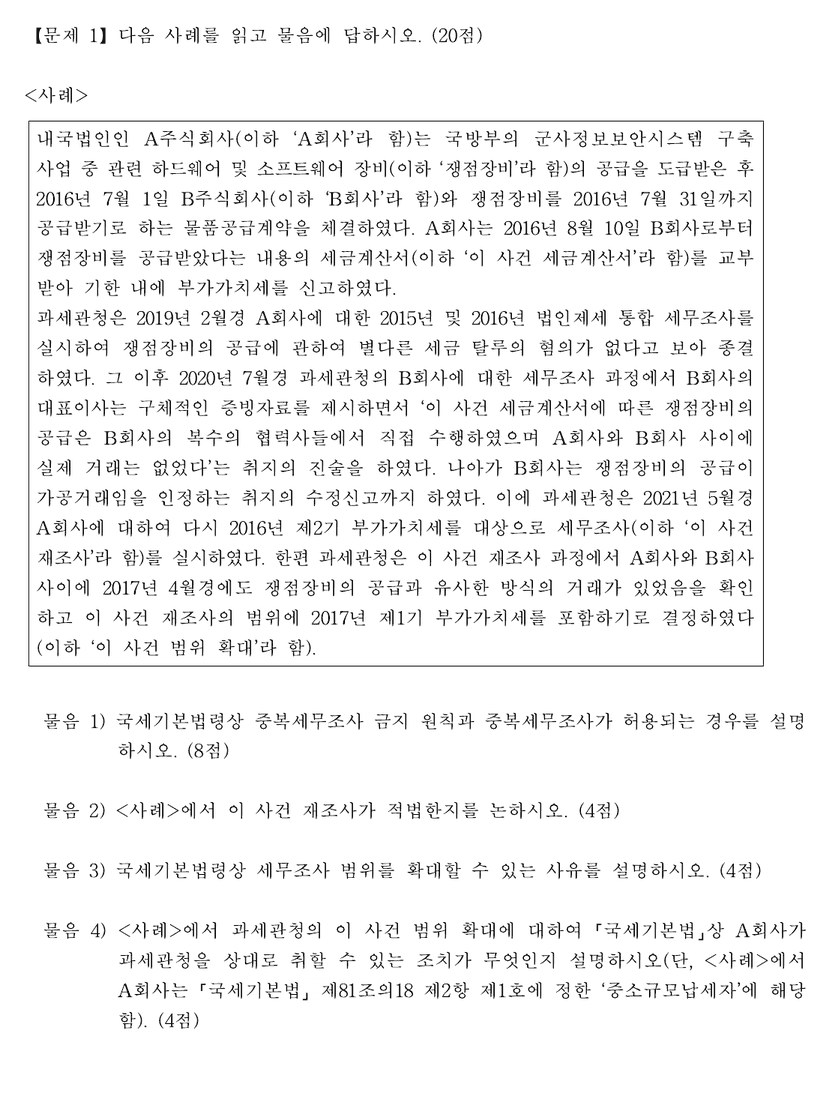 【문제 1】 다음 사례를 읽고 물음에 답하시오. (20점)
<사례>
내국법인인 A주식회사(이하 ‘A회사’라 함)는 국방부의 군사정보보안시스템 구축
사업 중 관련 하드웨어 및 소프트웨어 장비(이하 ‘쟁점장비’라 함)의 공급을 도급받은 후
2016년 7월 1일 B주식회사(이하 ‘B회사’라 함)와 쟁점장비를 2016년 7월 31일까지
공급받기로 하는 물품공급계약을 체결하였다. A회사는 2016년 8월 10일 B회사로부터
쟁점장비를 공급받았다는 내용의 세금계산서(이하 ‘이 사건 세금계산서’라 함)를 교부
받아 기한 내에 부가가치세를 신고하였다.
과세관청은 2019년 2월경 A회사에 대한 2015년 및 2016년 법인제세 통합 세무조사를
실시하여 쟁점장비의 공급에 관하여 별다른 세금 탈루의 혐의가 없다고 보아 종결
하였다. 그 이후 2020년 7월경 과세관청의 B회사에 대한 세무조사 과정에서 B회사의
대표이사는 구체적인 증빙자료를 제시하면서 ‘이 사건 세금계산서에 따른 쟁점장비의
공급은 B회사의 복수의 협력사들에서 직접 수행하였으며 A회사와 B회사 사이에
실제 거래는 없었다’는 취지의 진술을 하였다. 나아가 B회사는 쟁점장비의 공급이
가공거래임을 인정하는 취지의 수정신고까지 하였다. 이에 과세관청은 2021년 5월경
A회사에 대하여 다시 2016년 제2기 부가가치세를 대상으로 세무조사(이하 ‘이 사건
재조사’라 함)를 실시하였다. 한편 과세관청은 이 사건 재조사 과정에서 A회사와 B회사
사이에 2017년 4월경에도 쟁점장비의 공급과 유사한 방식의 거래가 있었음을 확인
하고 이 사건 재조사의 범위에 2017년 제1기 부가가치세를 포함하기로 결정하였다
(이하 ‘이 사건 범위 확대’라 함).
물음 1) 국세기본법령상 중복세무조사 금지 원칙과 중복세무조사가 허용되는 경우를 설명
하시오. (8점)
물음 2) <사례>에서 이 사건 재조사가 적법한지를 논하시오. (4점)
물음 3) 국세기본법령상 세무조사 범위를 확대할 수 있는 사유를 설명하시오. (4점)
물음 4) <사례>에서 과세관청의 이 사건 범위 확대에 대하여 「국세기본법」상 A회사가
과세관청을 상대로 취할 수 있는 조치가 무엇인지 설명하시오(단, <사례>에서
A회사는 「국세기본법」 제81조의18 제2항 제1호에 정한 ‘중소규모납세자’에 해당
함). (4점)